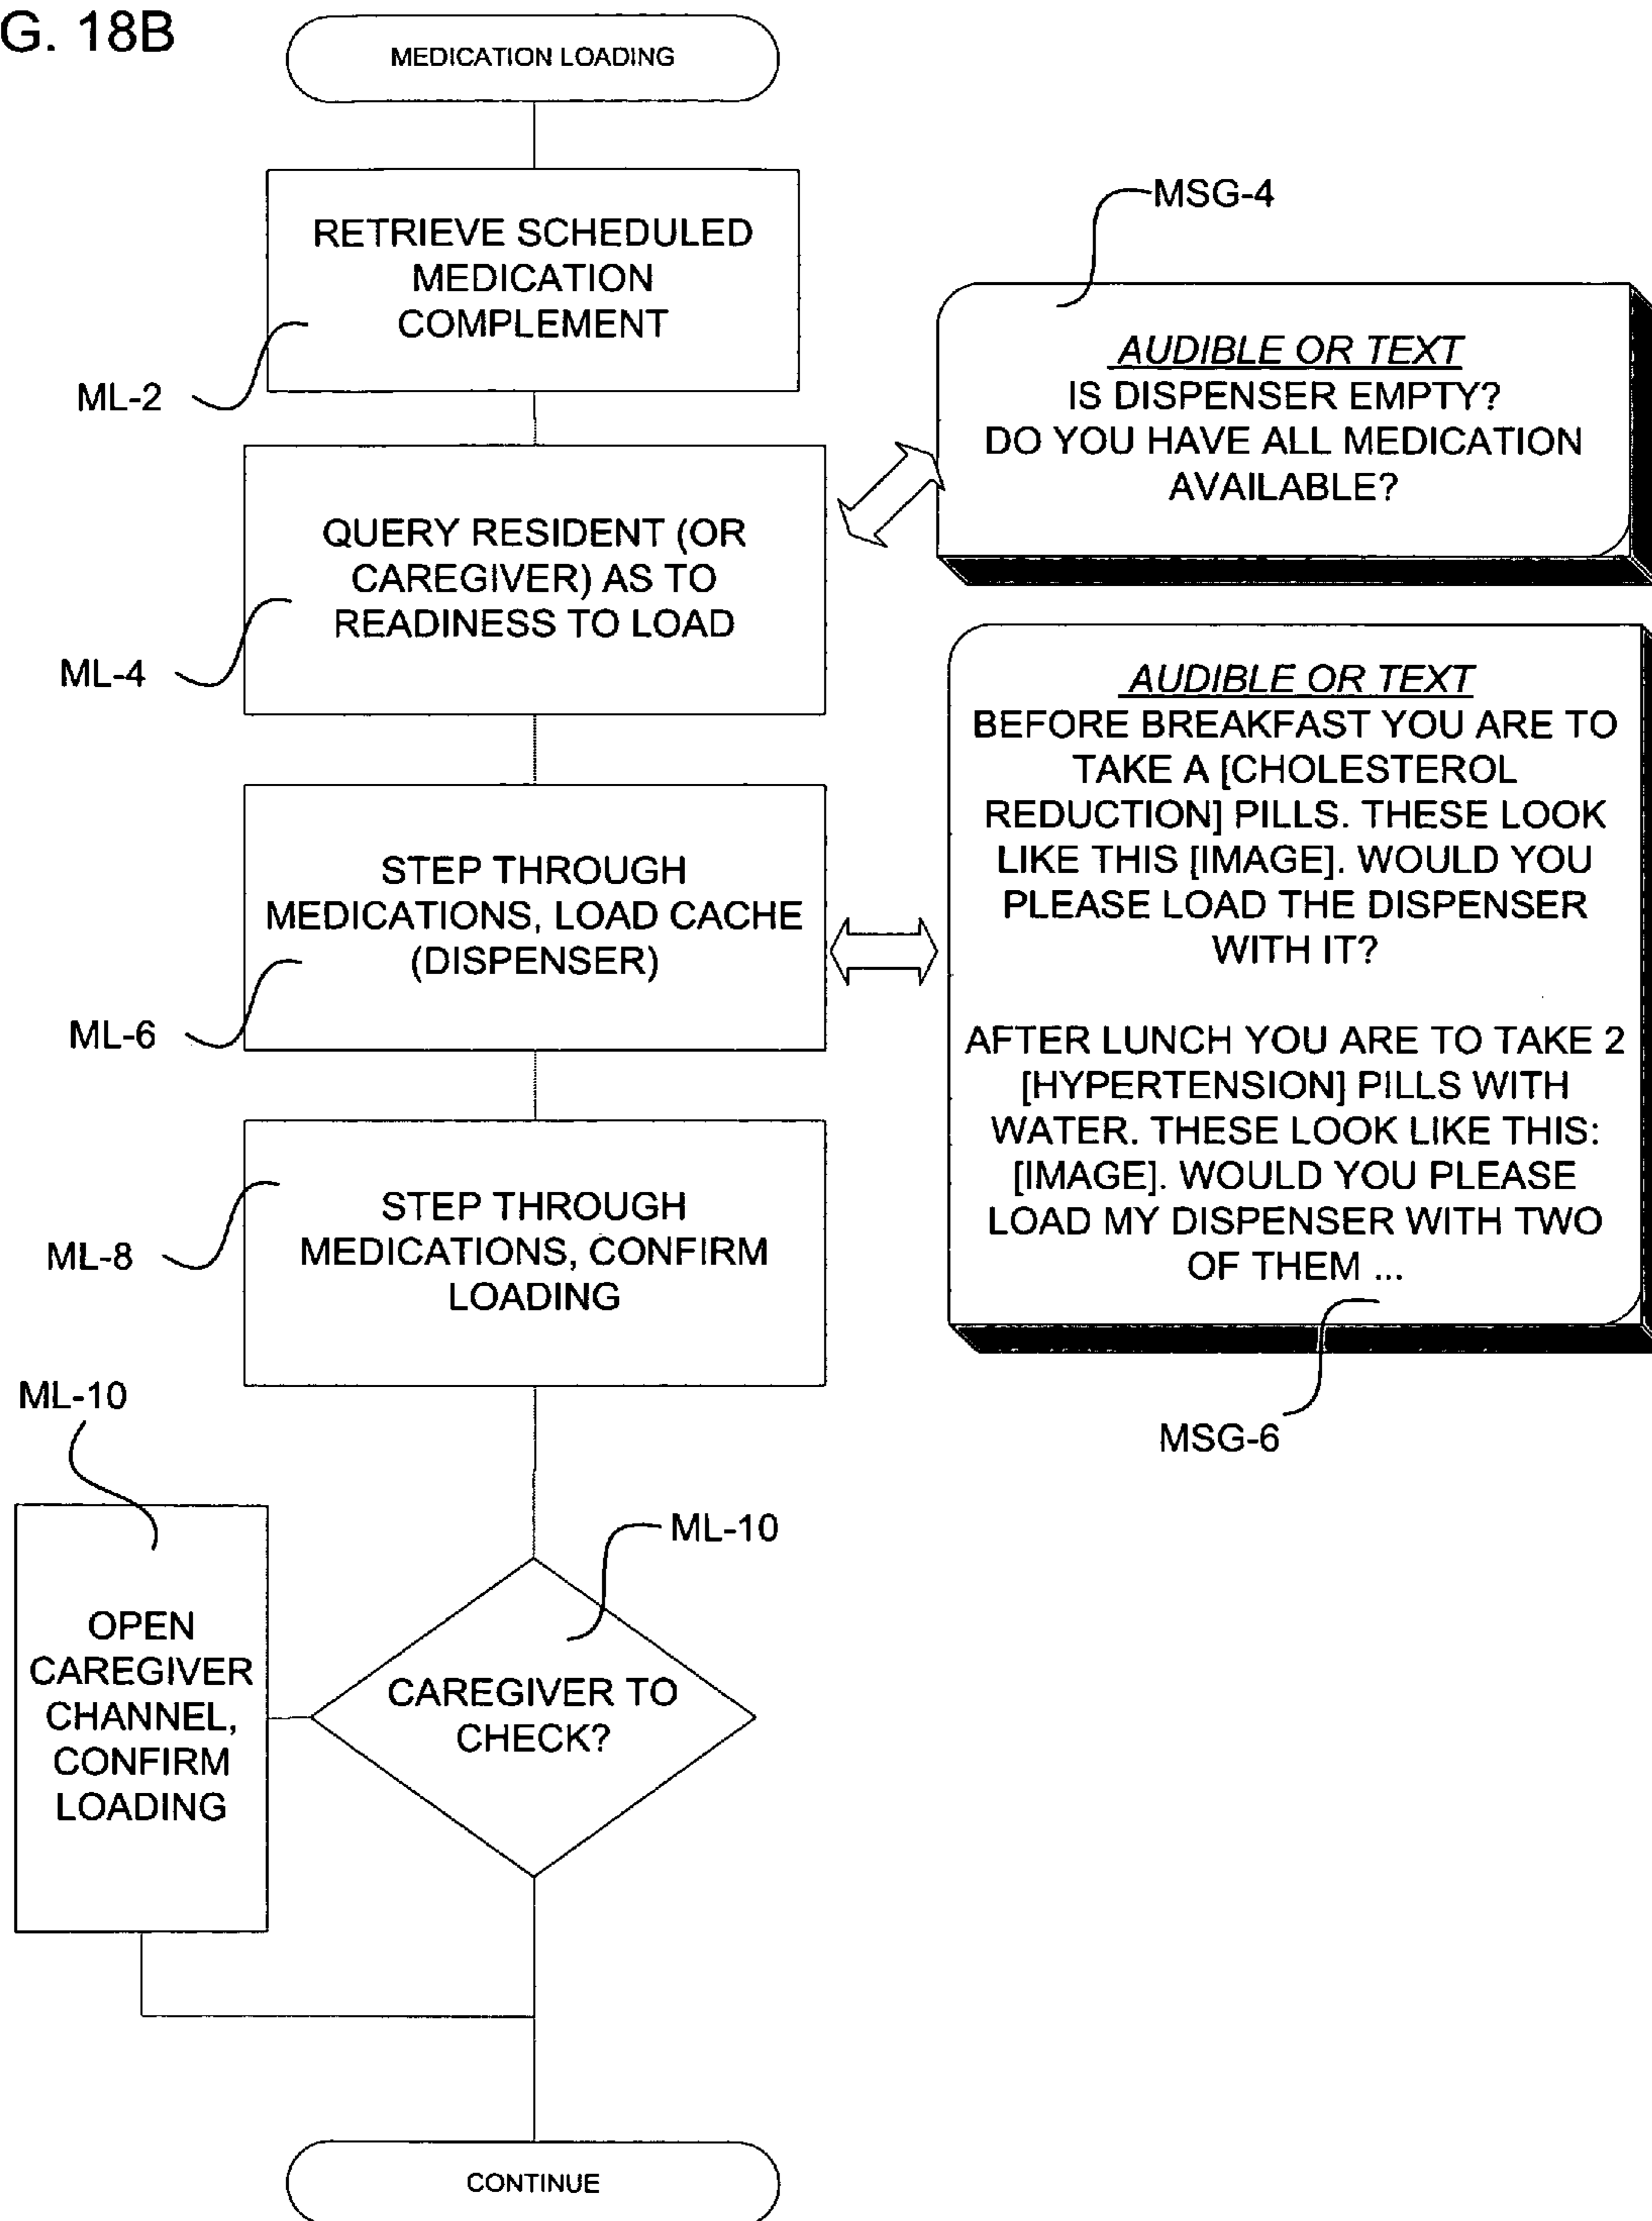 G. 18B
MEDICATION LOADING
RETRIEVE SCHEDULED
MEDICATION
COMPLEMENT
ML-2
MSG-4
AUDIBLE OR TEXT
IS DISPENSER EMPTY?
DO YOU HAVE ALL MEDICATION
AVAILABLE?
QUERY RESIDENT (OR
CAREGIVER) AS TO
READINESS TO LOAD
ML-4
AUDIBLE OR TEXT
BEFORE BREAKFAST YOU ARE TO
TAKE A [CHOLESTEROL
REDUCTION] PILLS. THESE LOOK
LIKE THIS [IMAGE]. WOULD YOU
PLEASE LOAD THE DISPENSER
WITH IT?
AFTER LUNCH YOU ARE TO TAKE 2
[HYPERTENSION] PILLS WITH
WATER. THESE LOOK LIKE THIS:
[IMAGE]. WOULD YOU PLEASE
LOAD MY DISPENSER WITH TWO
OF THEM ...
MSG-6
STEP THROUGH
MEDICATIONS, LOAD CACHE
(DISPENSER)
ML-6
STEP THROUGH
MEDICATIONS, CONFIRM
LOADING
ML-8
ML-10
OPEN
CAREGIVER
CHANNEL,
CONFIRM
LOADING
ML-10
CAREGIVER TO
CHECK?
CONTINUE